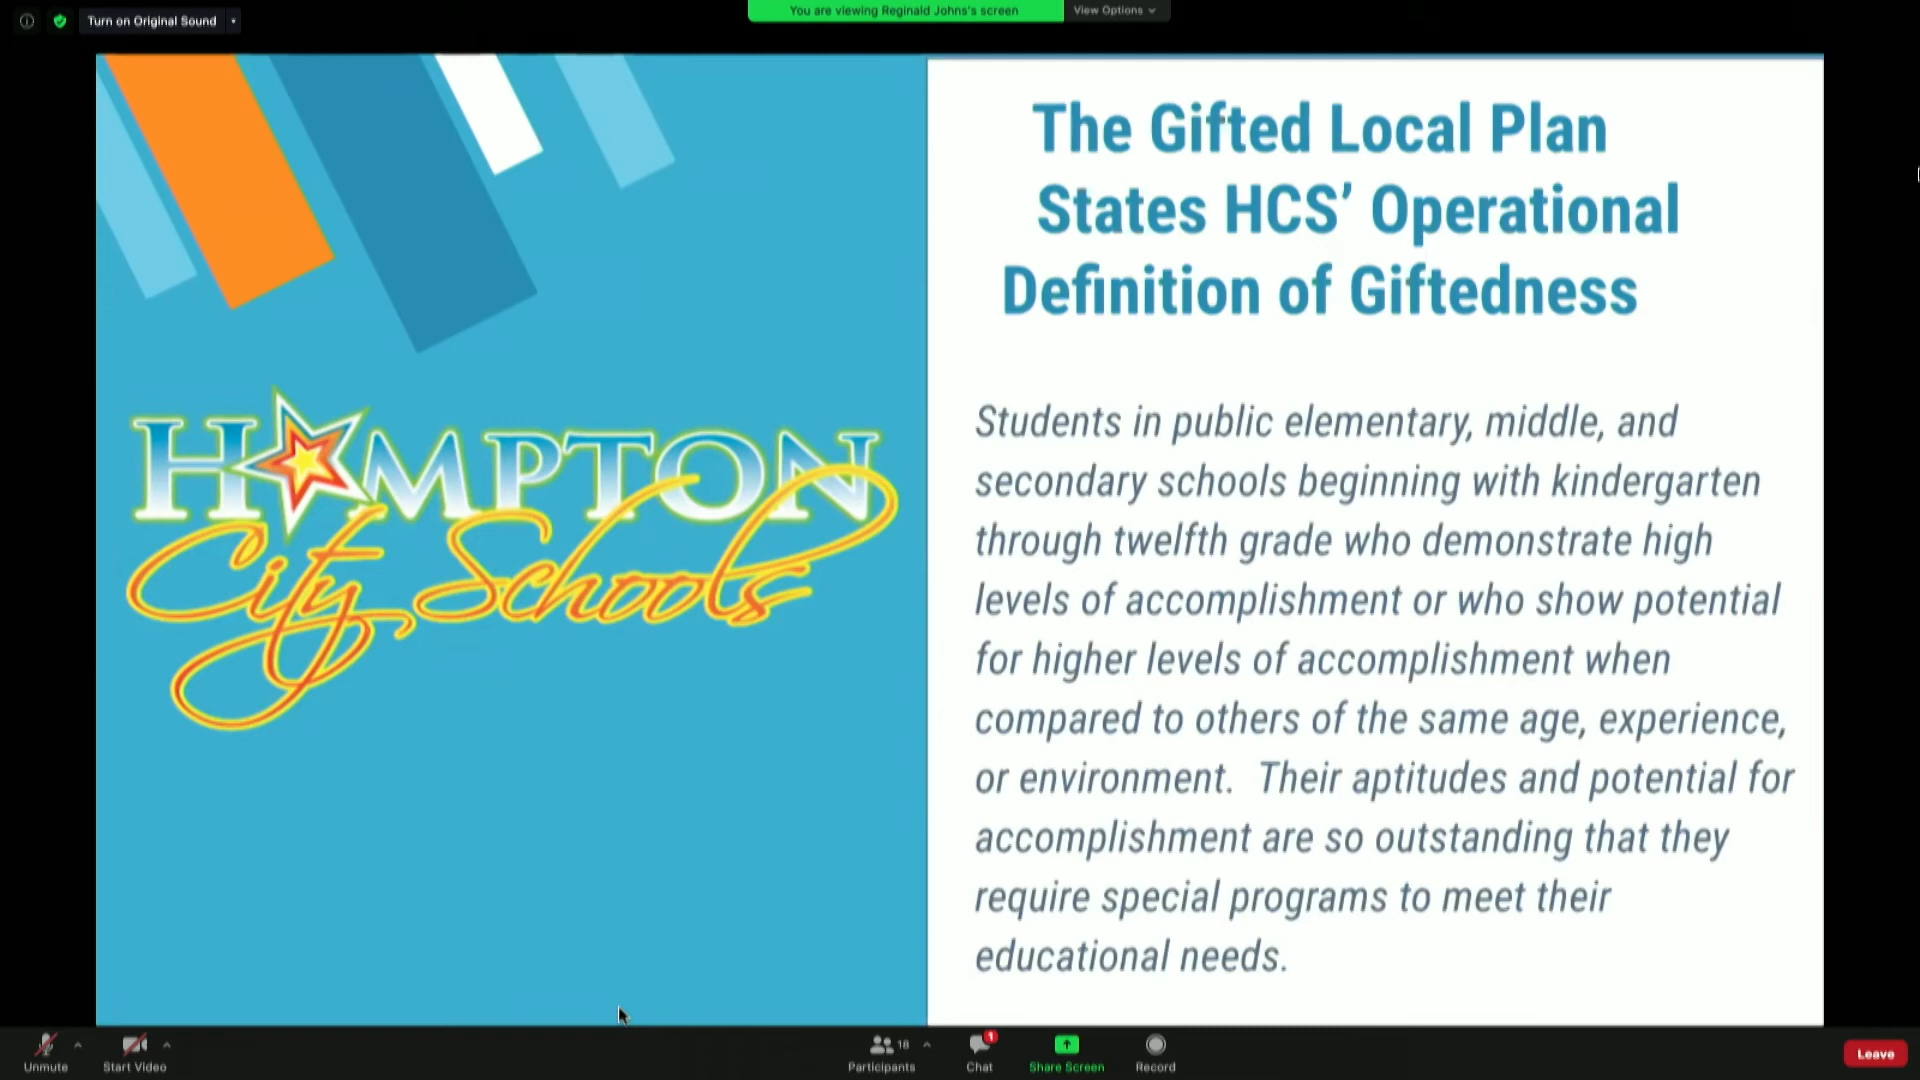 Turn on Original Sound
You are viewing Reginald Johns's screen
View Options
The Gifted Local Plan
States HCS’ Operational
Definition of Giftedness
HAMPTON
City Schools
Students in public elementary, middle, and
secondary schools beginning with kindergarten
through twelfth grade who demonstrate high
levels of accomplishment or who show potential
for higher levels of accomplishment when
compared to others of the same age, experience,
or environment.  Their aptitudes and potential for
accomplishment are so outstanding that they
require special programs to meet their
educational needs.
Unmute
Start Video
18
Participants
1
Chat
Share Screen
Record
Leave